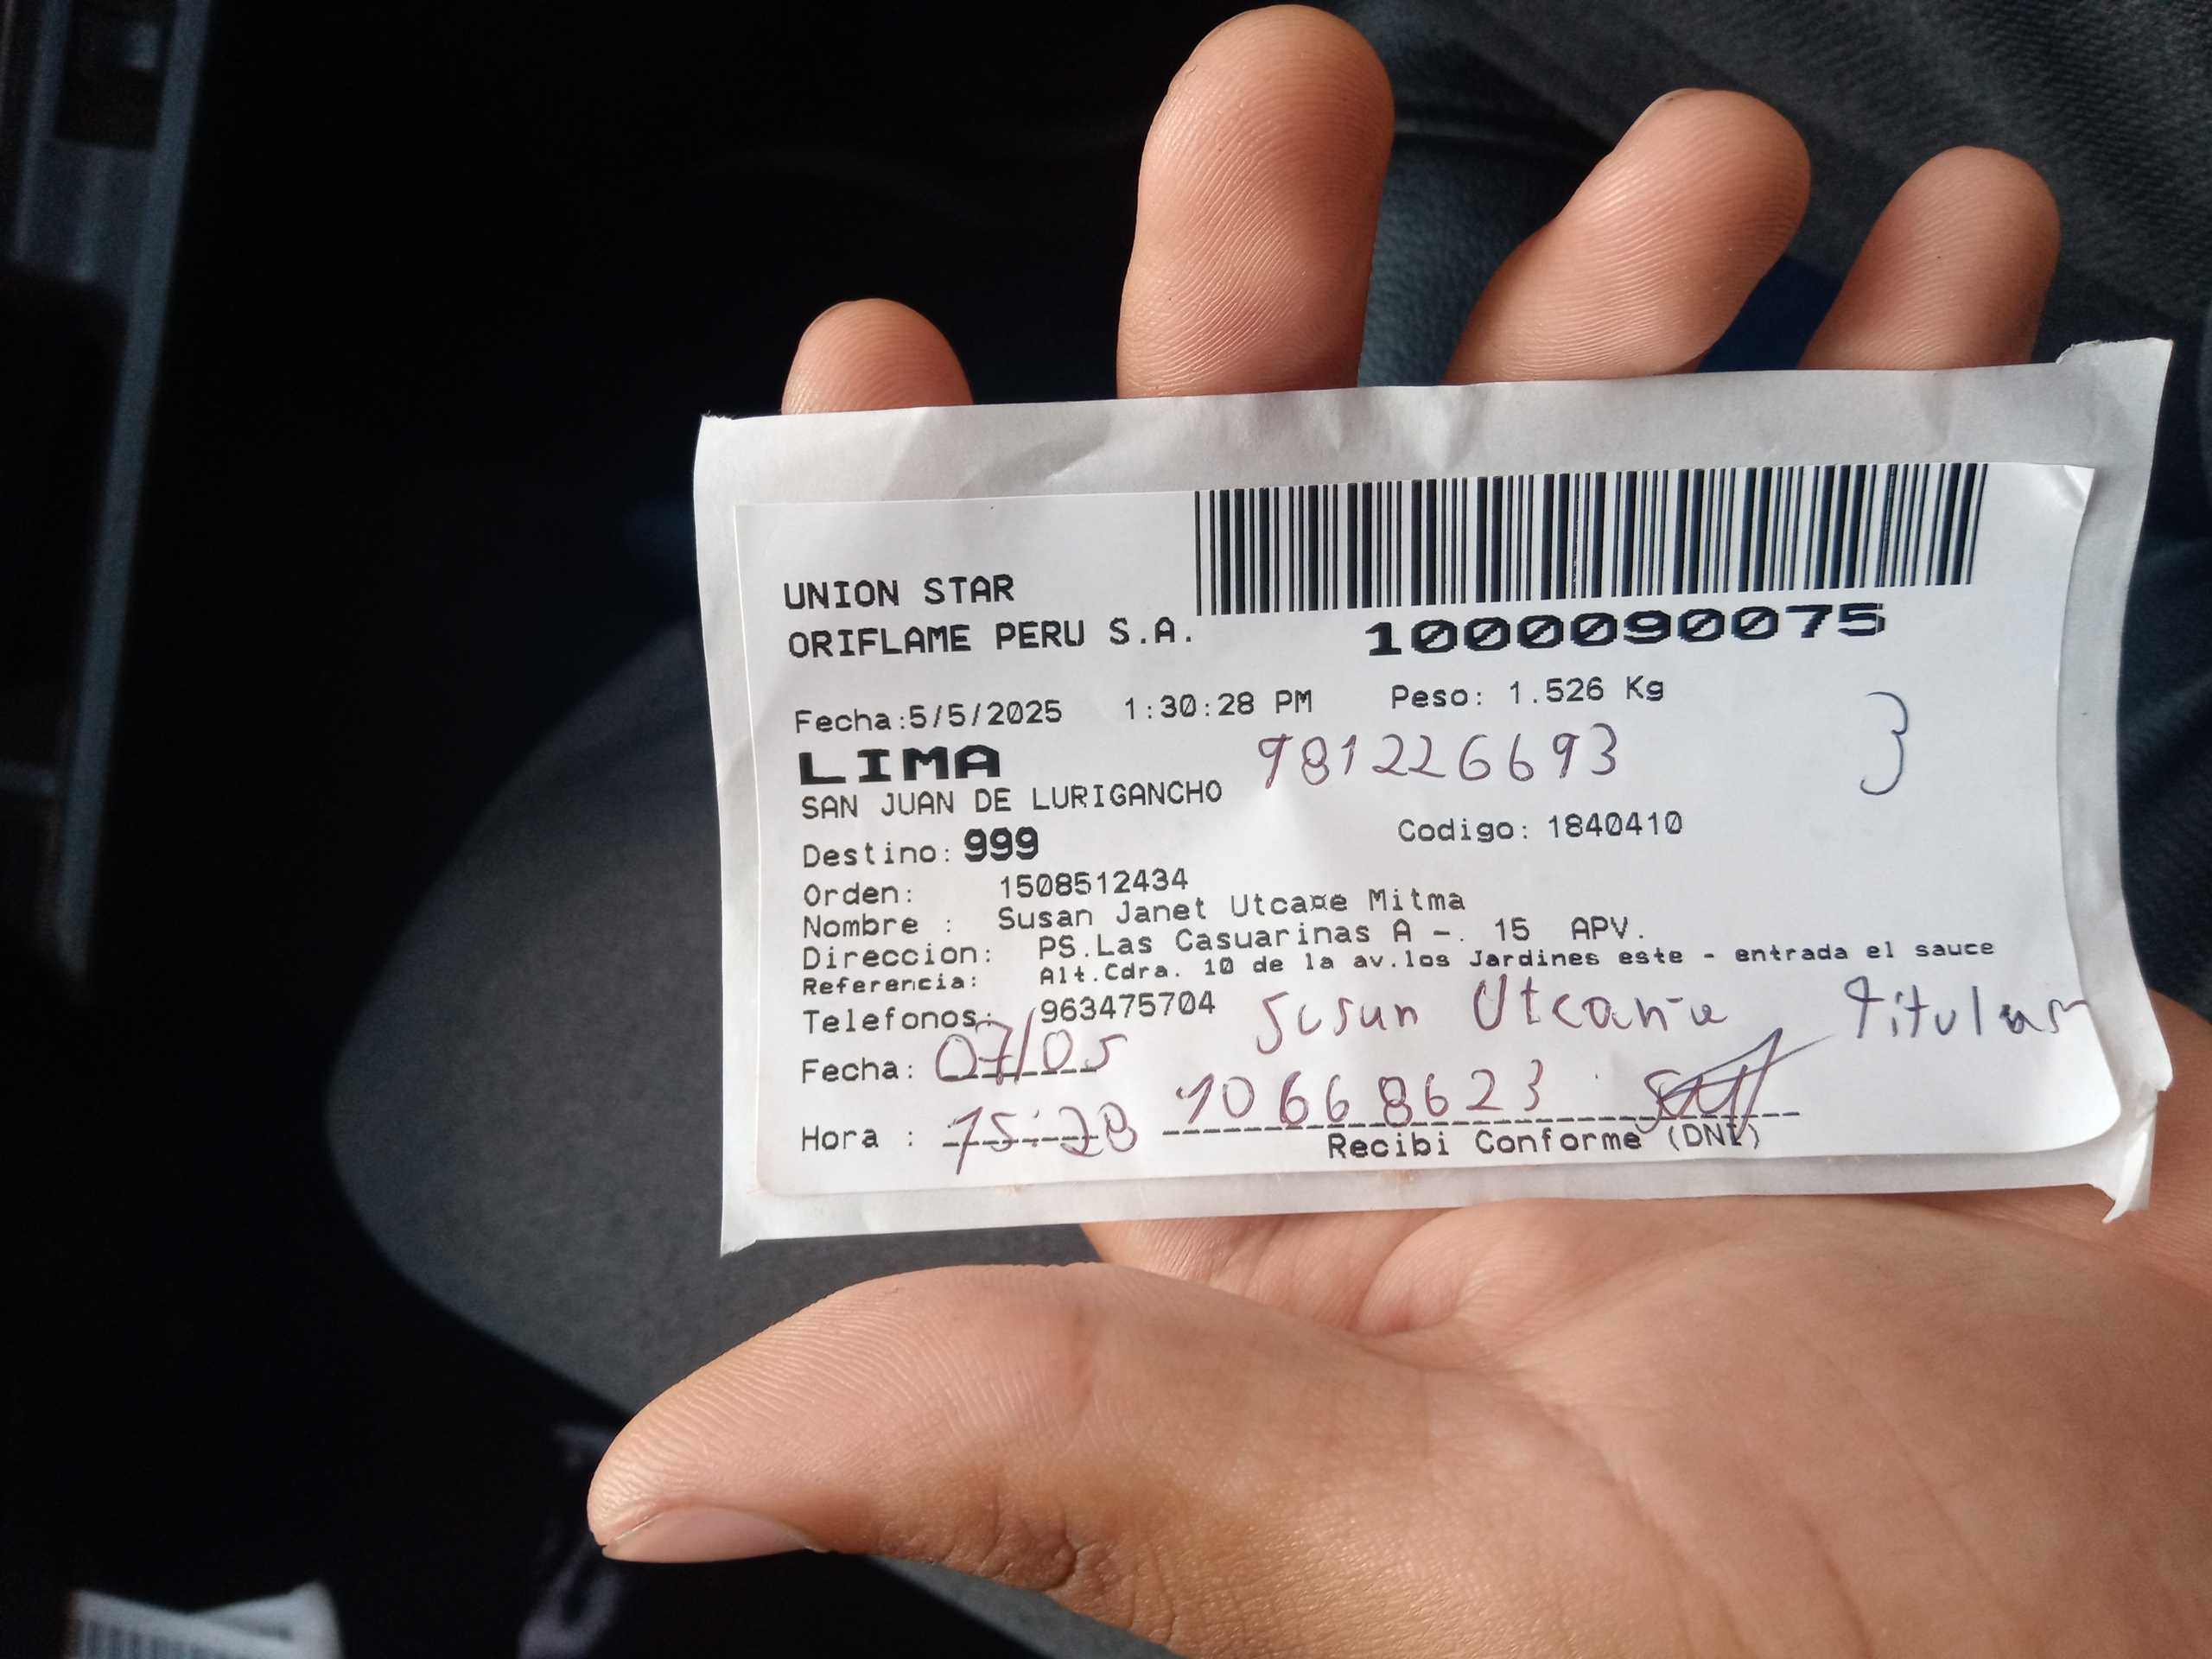 UNION STAR
ORIFLAME PERU S.A.
1000090075
Fecha:5/5/2025 1:30:28 PM Peso: 1.526 Kg
LIMA
981226693
3
SAN JUAN DE LURIGANCHO
Destino: 999 Codigo: 1840410
Orden: 1508512434
Nombre : Susan Janet Utca¤e Mitma
Direccion: PS.Las Casuarinas A -. 15 APV.
Referencia: Alt.Cdra. 10 de la av.los Jardines este - entrada el sauce
Telefonos: 963475704
Susan Titular
Fecha: 07/05
Hora : 15:28 10668623
Recibi Conforme (DNI)